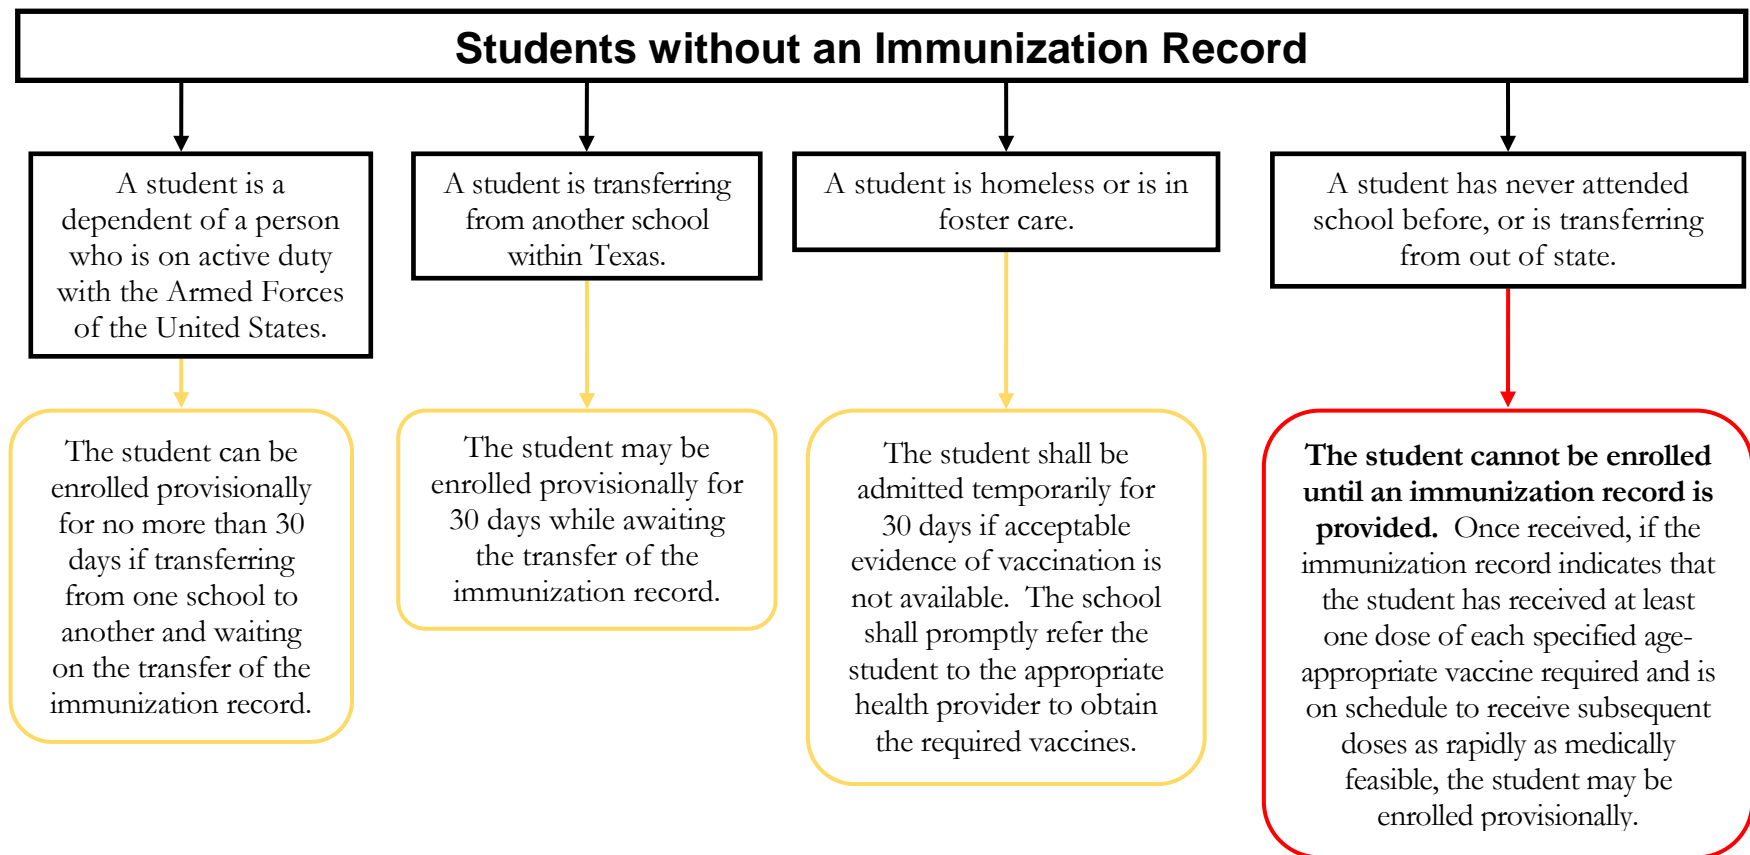 Students without an Immunization Record
A student is a
dependent of a person
who is on active duty
with the Armed Forces
of the United States.
A student is transferring
from another school
within Texas.
A student is homeless or is in
foster care.
A student has never attended
school before, or is transferring
from out of state.
The student can be
enrolled provisionally
for no more than 30
days if transferring
from one school to
another and waiting
on the transfer of the
immunization record.
The student may be
enrolled provisionally for
30 days while awaiting
the transfer of the
immunization record.
The student shall be
admitted temporarily for
30 days if acceptable
evidence of vaccination is
not available.  The school
shall promptly refer the
student to the appropriate
health provider to obtain
the required vaccines.
The student cannot be enrolled
until an immunization record is
provided.  Once received, if the
immunization record indicates that
the student has received at least
one dose of each specified age-
appropriate vaccine required and is
on schedule to receive subsequent
doses as rapidly as medically
feasible, the student may be
enrolled provisionally.